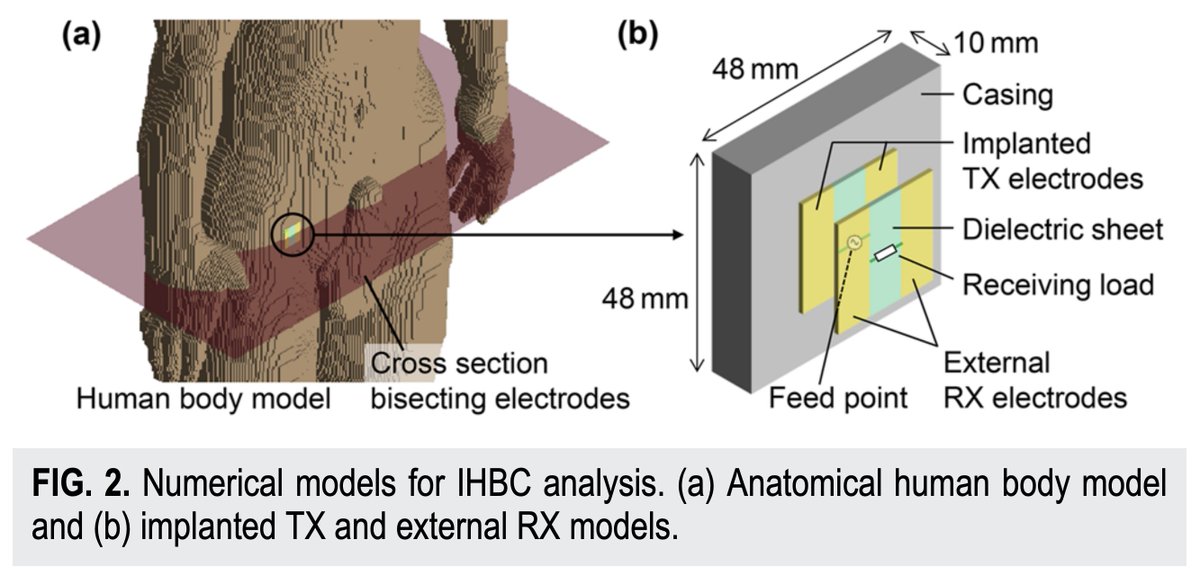 (a)
Cross section
Human body model bisecting electrodes
(b)
48 mm
10 mm
Casing
Implanted
TX electrodes
Dielectric sheet
Receiving load
48 mm
External
Feed point RX electrodes
FIG. 2. Numerical models for IHBC analysis. (a) Anatomical human body model
and (b) implanted TX and external RX models.